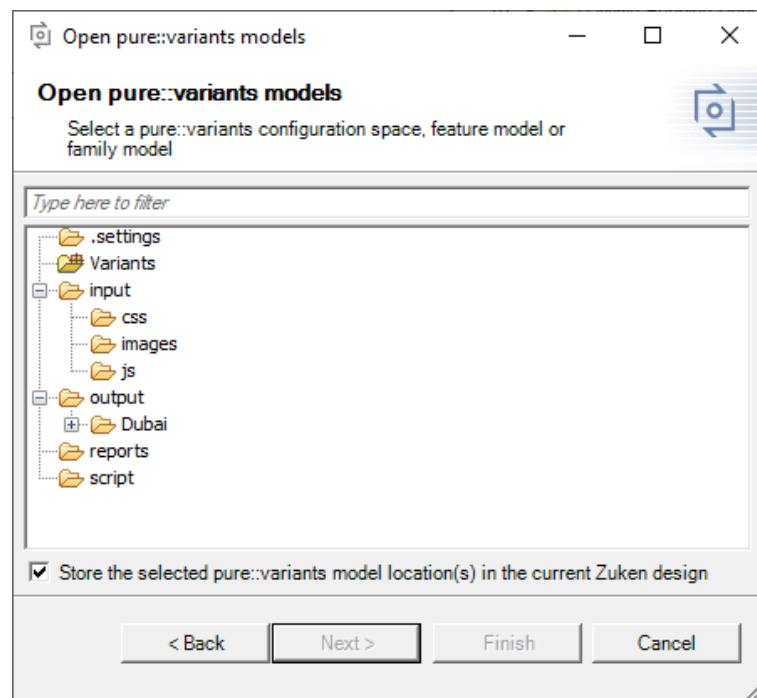 Open pure::variants models
Open pure::variants models
Select a pure::variants configuration space, feature model or
family model
Type here to filter
.settings
Variants
input
css
images
js
output
Dubai
reports
script
Store the selected pure::variants model location(s) in the current Zuken design
< Back
Next >
Finish
Cancel